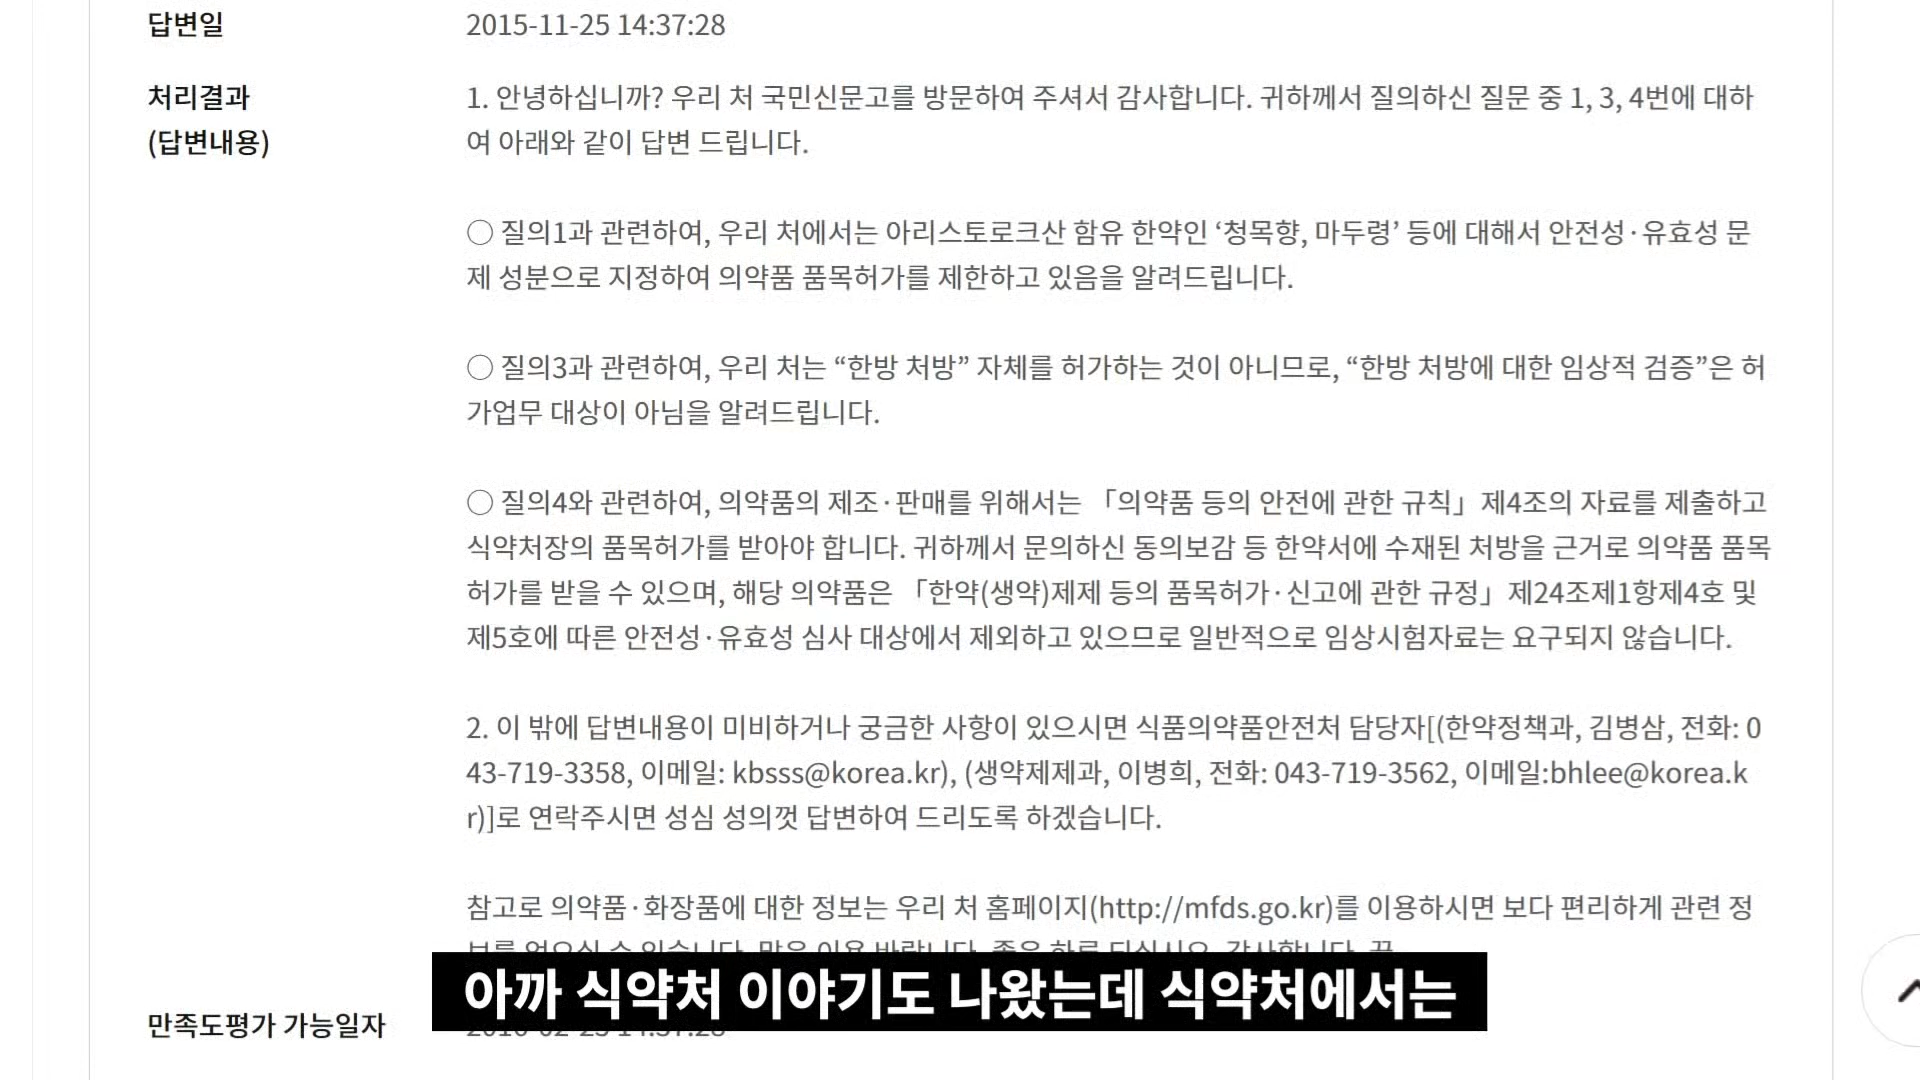 답변일 2015-11-25 14:37:28
처리결과 1. 안녕하십니까? 우리 처 국민신문고를 방문하여 주셔서 감사합니다. 귀하께서 질의하신 질문 중 1, 3, 4번에 대하
(답변내용) 여 아래와 같이 답변 드립니다.
○ 질의1과 관련하여, 우리 처에서는 아리스토로크산 함유 한약인 ‘청목향, 마두령’ 등에 대해서 안전성·유효성 문
제 성분으로 지정하여 의약품 품목허가를 제한하고 있음을 알려드립니다.
○ 질의3과 관련하여, 우리 처는 “한방 처방” 자체를 허가하는 것이 아니므로, “한방 처방에 대한 임상적 검증”은 허
가업무 대상이 아님을 알려드립니다.
○ 질의4와 관련하여, 의약품의 제조·판매를 위해서는 「의약품 등의 안전에 관한 규칙」제4조의 자료를 제출하고
식약처장의 품목허가를 받아야 합니다. 귀하께서 문의하신 동의보감 등 한약서에 수재된 처방을 근거로 의약품 품목
허가를 받을 수 있으며, 해당 의약품은 「한약(생약)제제 등의 품목허가·신고에 관한 규정」제24조제1항제4호 및
제5호에 따른 안전성·유효성 심사 대상에서 제외하고 있으므로 일반적으로 임상시험자료는 요구되지 않습니다.
2. 이 밖에 답변내용이 미비하거나 궁금한 사항이 있으시면 식품의약품안전처 담당자[(한약정책과, 김병삼, 전화: 0
43-719-3358, 이메일: kbsss@korea.kr), (생약제제과, 이병희, 전화: 043-719-3562, 이메일:bhlee@korea.k
r)]로 연락주시면 성심 성의껏 답변하여 드리도록 하겠습니다.
참고로 의약품·화장품에 대한 정보는 우리 처 홈페이지(http://mfds.go.kr)를 이용하시면 보다 편리하게 관련 정
아까 식약처 이야기도 나왔는데 식약처에서는
만족도평가 가능일자